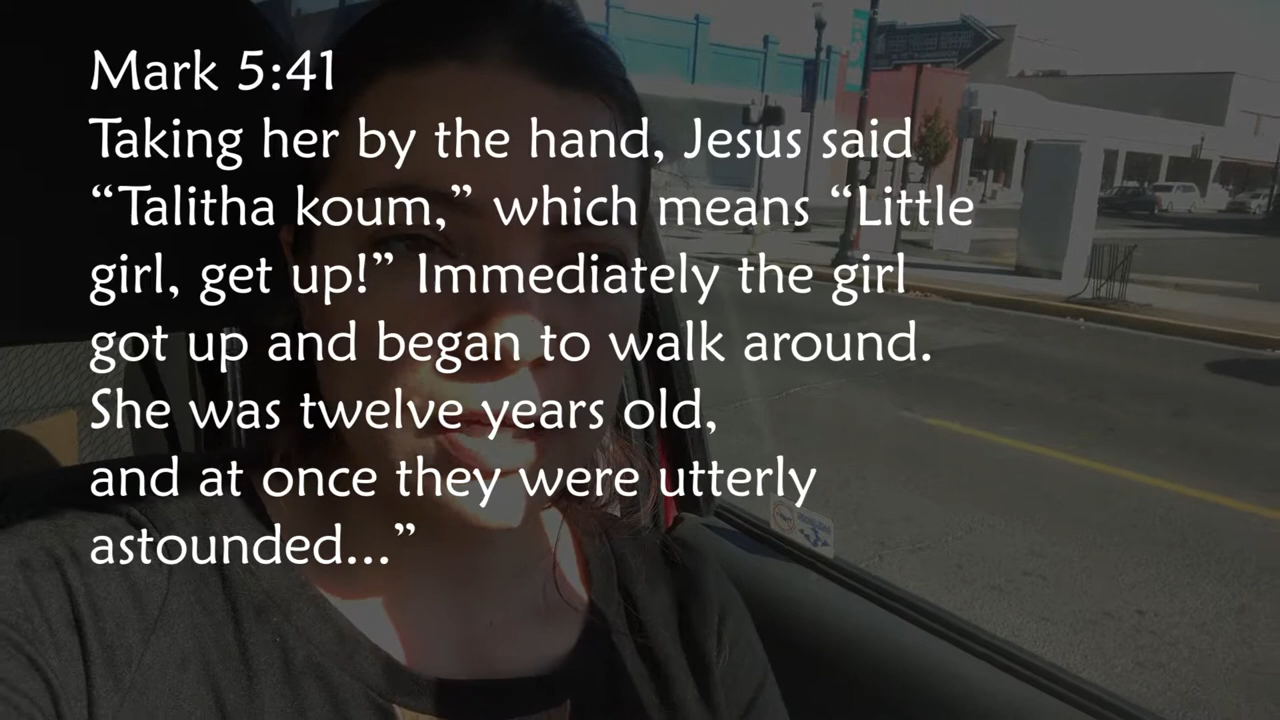 Mark 5:41
Taking her by the hand, Jesus said
“Talitha koum,” which means “Little
girl, get up!” Immediately the girl
got up and began to walk around.
She was twelve years old,
and at once they were utterly
astounded...”